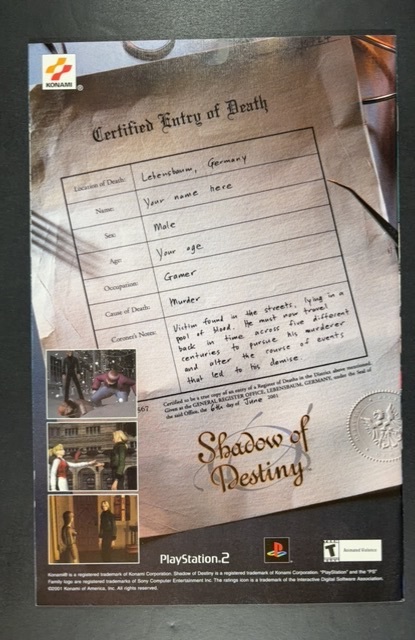 KONAMI®
Certified Entry of Death
Location of Death: Lebensbaum, Germany
Name: Your name here
Sex: Male
Age: Your age
Occupation: Gamer
Cause of Death: Murder
Coroner's Notes: Victim found in the streets, lying in a
pool of blood. He must now travel
back in time across five different
centuries to pursue his murderer
and alter the course of events
that led to his demise.
567
Certified to be a true copy of an entry of a Register of Deaths in the District above mentioned.
Given at the GENERAL REGISTER OFFICE, LEBENSBAUM, GERMANY, under the Seal of
the said Office, the 6th day of June 2001
Shadow of
Destiny
PlayStation.2
PlayStation
TEEN
T
Animated Violence
Konami® is a registered trademark of Konami Corporation. Shadow of Destiny is a registered trademark of Konami Corporation. "PlayStation" and the "PS"
Family logo are registered trademarks of Sony Computer Entertainment Inc. The ratings icon is a trademark of the Interactive Digital Software Association.
©2001 Konami of America, Inc. All rights reserved.